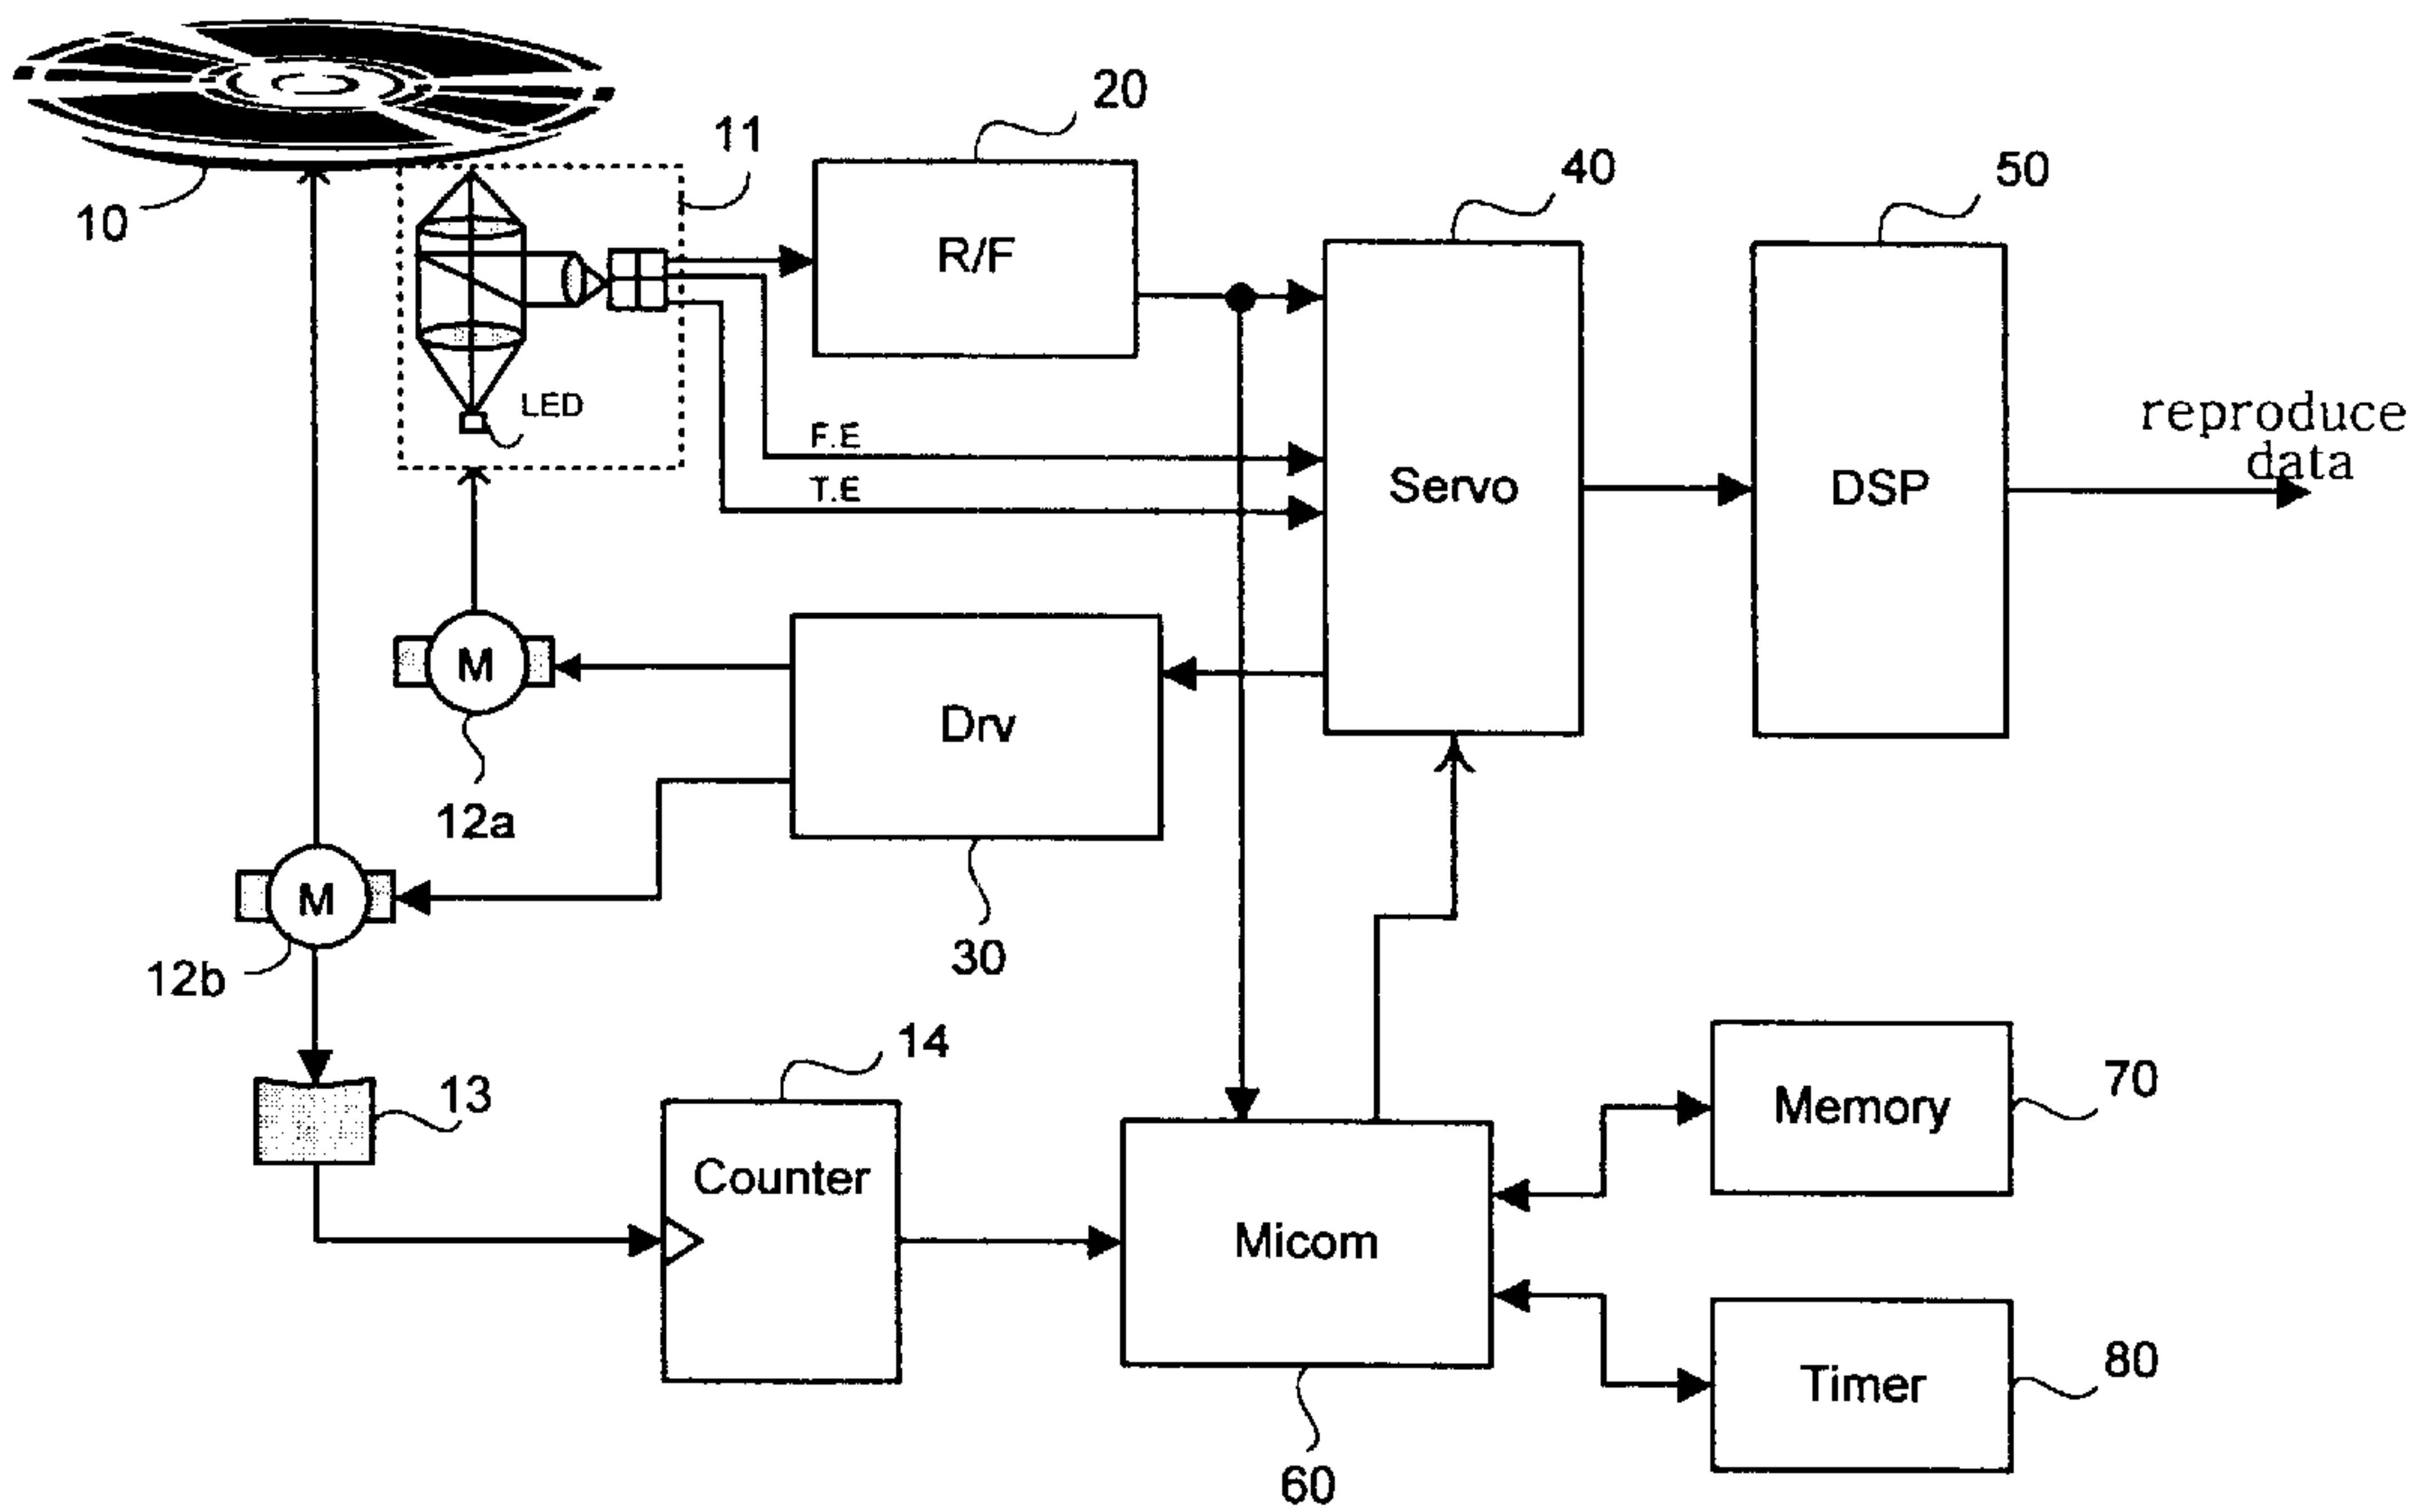 20
11
40
50
10
R/F
LED
reproduce
data
F.E
T.E
Servo
DSP
M
Drv
12a
M
12b
30
14
13
70
Memory
Counter
Micom
80
Timer
60